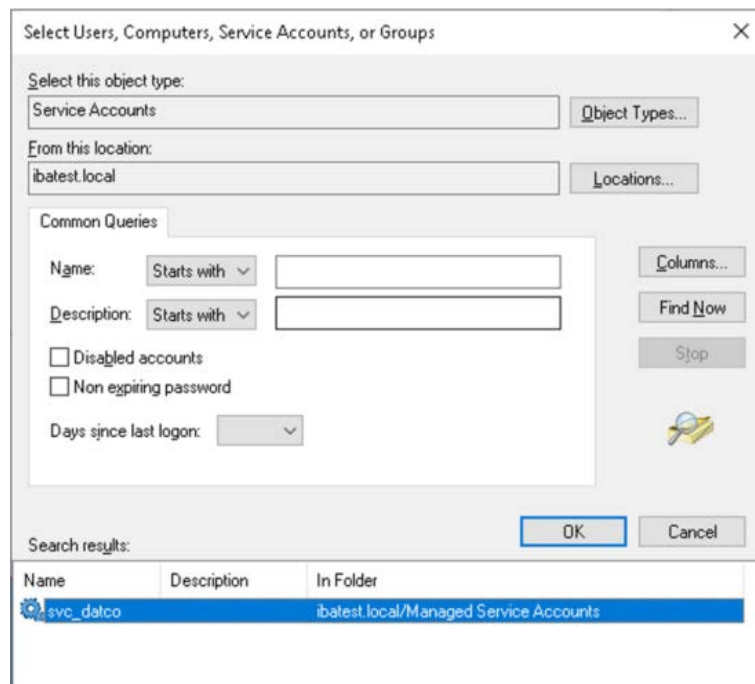 Select Users, Computers, Service Accounts, or Groups
Select this object type:
Service Accounts
Object Types...
From this location:
ibatest.local
Locations...
Common Queries
Name: Starts with
Description: Starts with
Columns...
Find Now
Stop
Disabled accounts
Non expiring password
Days since last logon:
OK Cancel
Search results:
Name Description In Folder
svc_datco ibatest.local/Managed Service Accounts